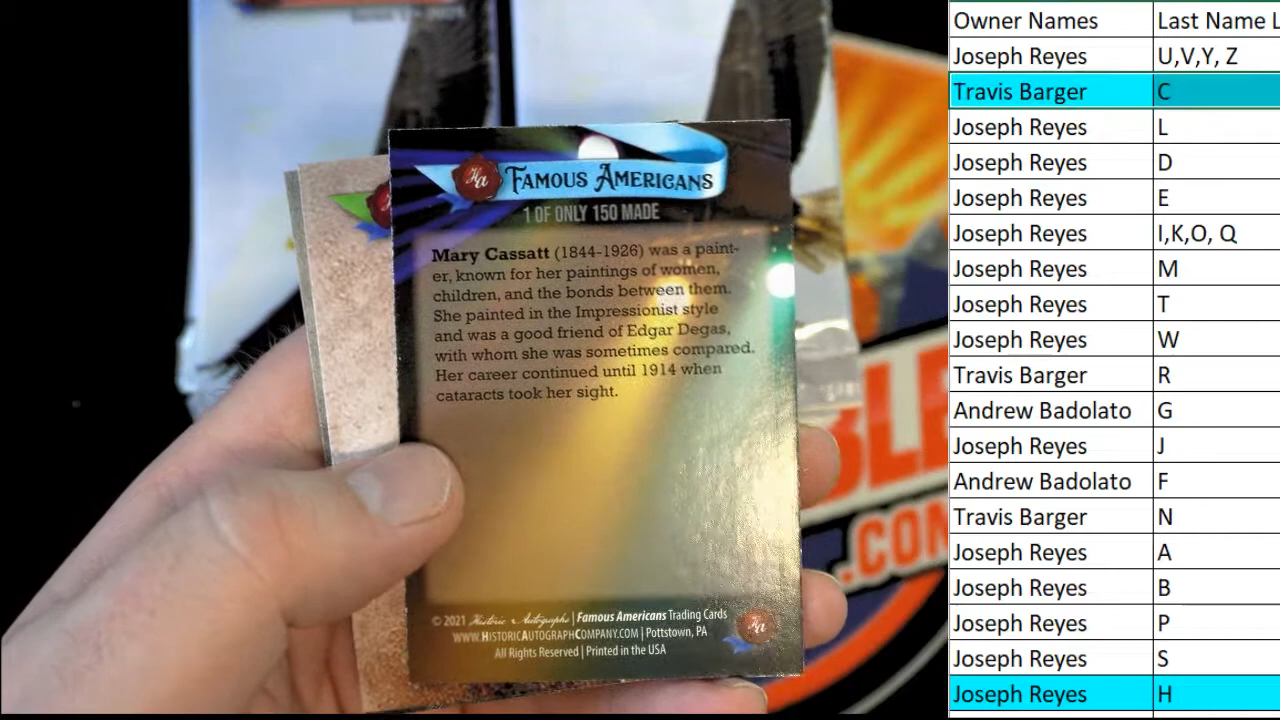 Famous Americans
1 OF ONLY 150 MADE
Mary Cassatt (1844-1926) was a paint-
er, known for her paintings of women,
children, and the bonds between them.
She painted in the Impressionist style
and was a good friend of Edgar Degas,
with whom she was sometimes compared.
Her career continued until 1914 when
cataracts took her sight.
© 2021 Historic Autographs | Famous Americans Trading Cards
WWW.HISTORICAUTOGRAPHCOMPANY.COM | Pottstown, PA
All Rights Reserved | Printed in the USA
Ha
Ha
.CON
Owner Names Last Name L
Joseph Reyes U,V,Y, Z
Travis Barger C
Joseph Reyes L
Joseph Reyes D
Joseph Reyes E
Joseph Reyes I,K,O, Q
Joseph Reyes M
Joseph Reyes T
Joseph Reyes W
Travis Barger R
Andrew Badolato G
Joseph Reyes J
Andrew Badolato F
Travis Barger N
Joseph Reyes A
Joseph Reyes B
Joseph Reyes P
Joseph Reyes S
Joseph Reyes H